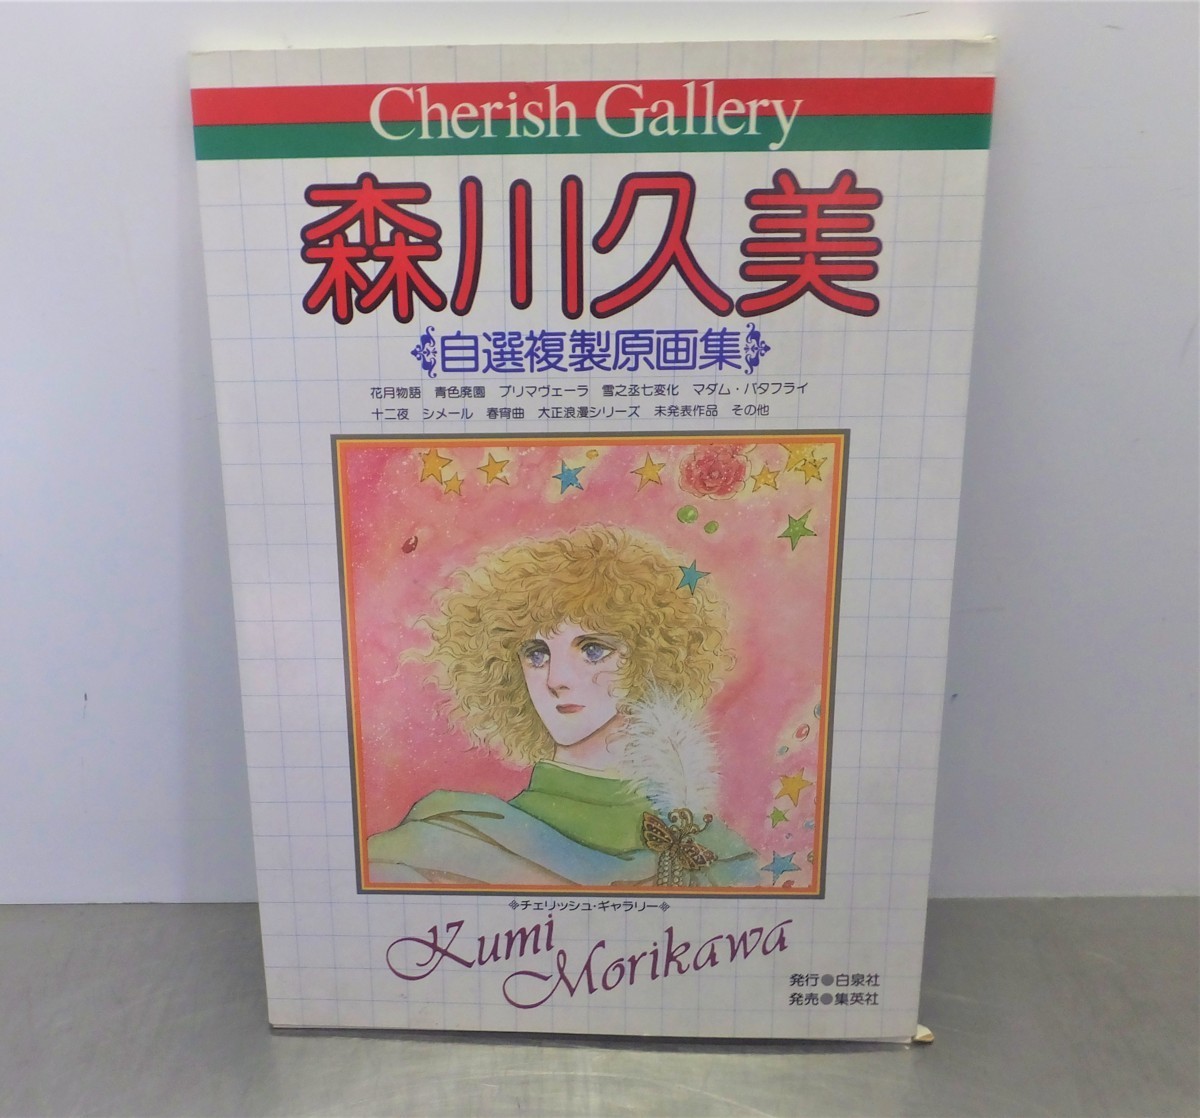 Cherish Gallery
森川久美
自選複製原画集
花月物語 青色廃園 プリマヴェーラ 雪之丞七変化 マダム・バタフライ
十二夜 シメール 春宵曲 大正浪漫シリーズ 未発表作品 その他
チェリッシュ・ギャラリー
Kumi
Morikawa
発行●白泉社
発売●集英社